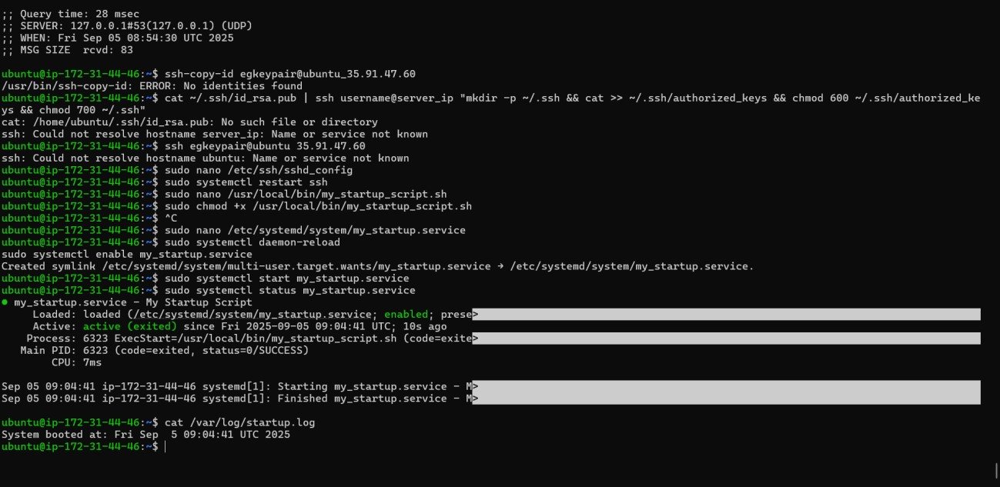 ;; Query time: 28 msec
;; SERVER: 127.0.0.1#53(127.0.0.1) (UDP)
;; WHEN: Fri Sep 05 08:54:30 UTC 2025
;; MSG SIZE  rcvd: 83
ubuntu@ip-172-31-44-46:~$ ssh-copy-id egkeypair@ubuntu_35.91.47.60
/usr/bin/ssh-copy-id: ERROR: No identities found
ubuntu@ip-172-31-44-46:~$ cat ~/.ssh/id_rsa.pub | ssh username@server_ip "mkdir -p ~/.ssh && cat >> ~/.ssh/authorized_keys && chmod 600 ~/.ssh/authorized_ke
ys && chmod 700 ~/.ssh"
cat: /home/ubuntu/.ssh/id_rsa.pub: No such file or directory
ssh: Could not resolve hostname server_ip: Name or service not known
ubuntu@ip-172-31-44-46:~$ ssh egkeypair@ubuntu 35.91.47.60
ssh: Could not resolve hostname ubuntu: Name or service not known
ubuntu@ip-172-31-44-46:~$ sudo nano /etc/ssh/sshd_config
ubuntu@ip-172-31-44-46:~$ sudo systemctl restart ssh
ubuntu@ip-172-31-44-46:~$ sudo nano /usr/local/bin/my_startup_script.sh
ubuntu@ip-172-31-44-46:~$ sudo chmod +x /usr/local/bin/my_startup_script.sh
ubuntu@ip-172-31-44-46:~$ ^C
ubuntu@ip-172-31-44-46:~$ sudo nano /etc/systemd/system/my_startup.service
ubuntu@ip-172-31-44-46:~$ sudo systemctl daemon-reload
sudo systemctl enable my_startup.service
Created symlink /etc/systemd/system/multi-user.target.wants/my_startup.service → /etc/systemd/system/my_startup.service.
ubuntu@ip-172-31-44-46:~$ sudo systemctl start my_startup.service
ubuntu@ip-172-31-44-46:~$ sudo systemctl status my_startup.service
● my_startup.service - My Startup Script
     Loaded: loaded (/etc/systemd/system/my_startup.service; enabled; prese>
     Active: active (exited) since Fri 2025-09-05 09:04:41 UTC; 10s ago
    Process: 6323 ExecStart=/usr/local/bin/my_startup_script.sh (code=exite>
   Main PID: 6323 (code=exited, status=0/SUCCESS)
        CPU: 7ms
Sep 05 09:04:41 ip-172-31-44-46 systemd[1]: Starting my_startup.service - M>
Sep 05 09:04:41 ip-172-31-44-46 systemd[1]: Finished my_startup.service - M>
ubuntu@ip-172-31-44-46:~$ cat /var/log/startup.log
System booted at: Fri Sep  5 09:04:41 UTC 2025
ubuntu@ip-172-31-44-46:~$